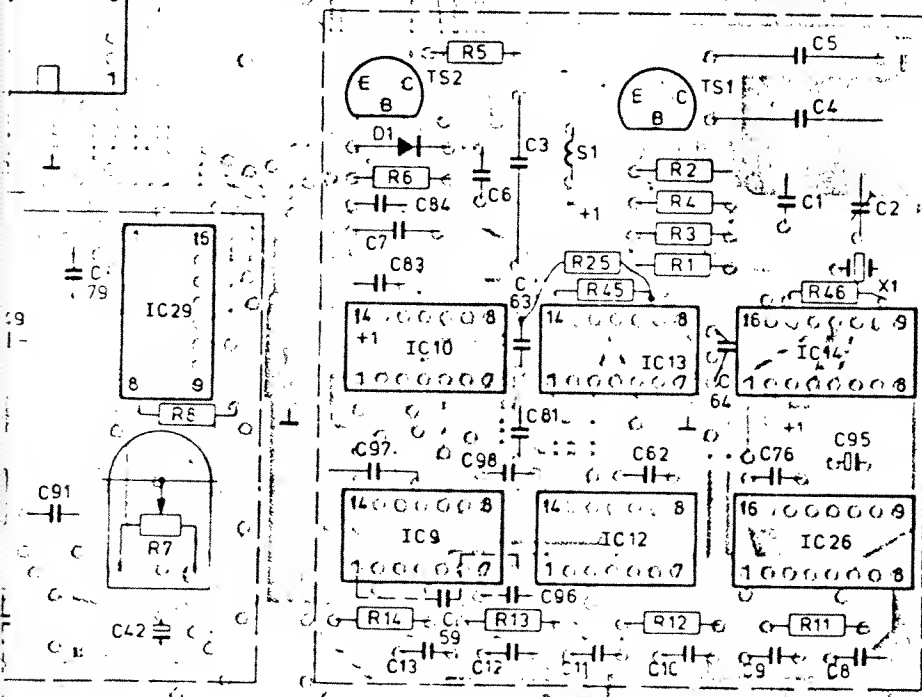 1
R5
C5
E C
B
TS2
E C
B
TS1
C4
D1
C3
S1
R6
C6
R2
C84
R4
C1
C2
+1
C7
R3
1 15
IC29
8 9
C
79
C83
R25
R1
X1
C
63
R45
R46
14 8
+1
IC10
1 7
14 8
IC13
1 7
16 9
IC14
1 8
C
64
R8
C81
+1
C97
C98
C62
C76
C95
C91
R7
14 8
IC9
1 7
14 8
IC12
1 7
16 9
IC26
1 8
C96
C42
R14
C
59
R13
R12
R11
C13
C12
C11
C10
C9
C8